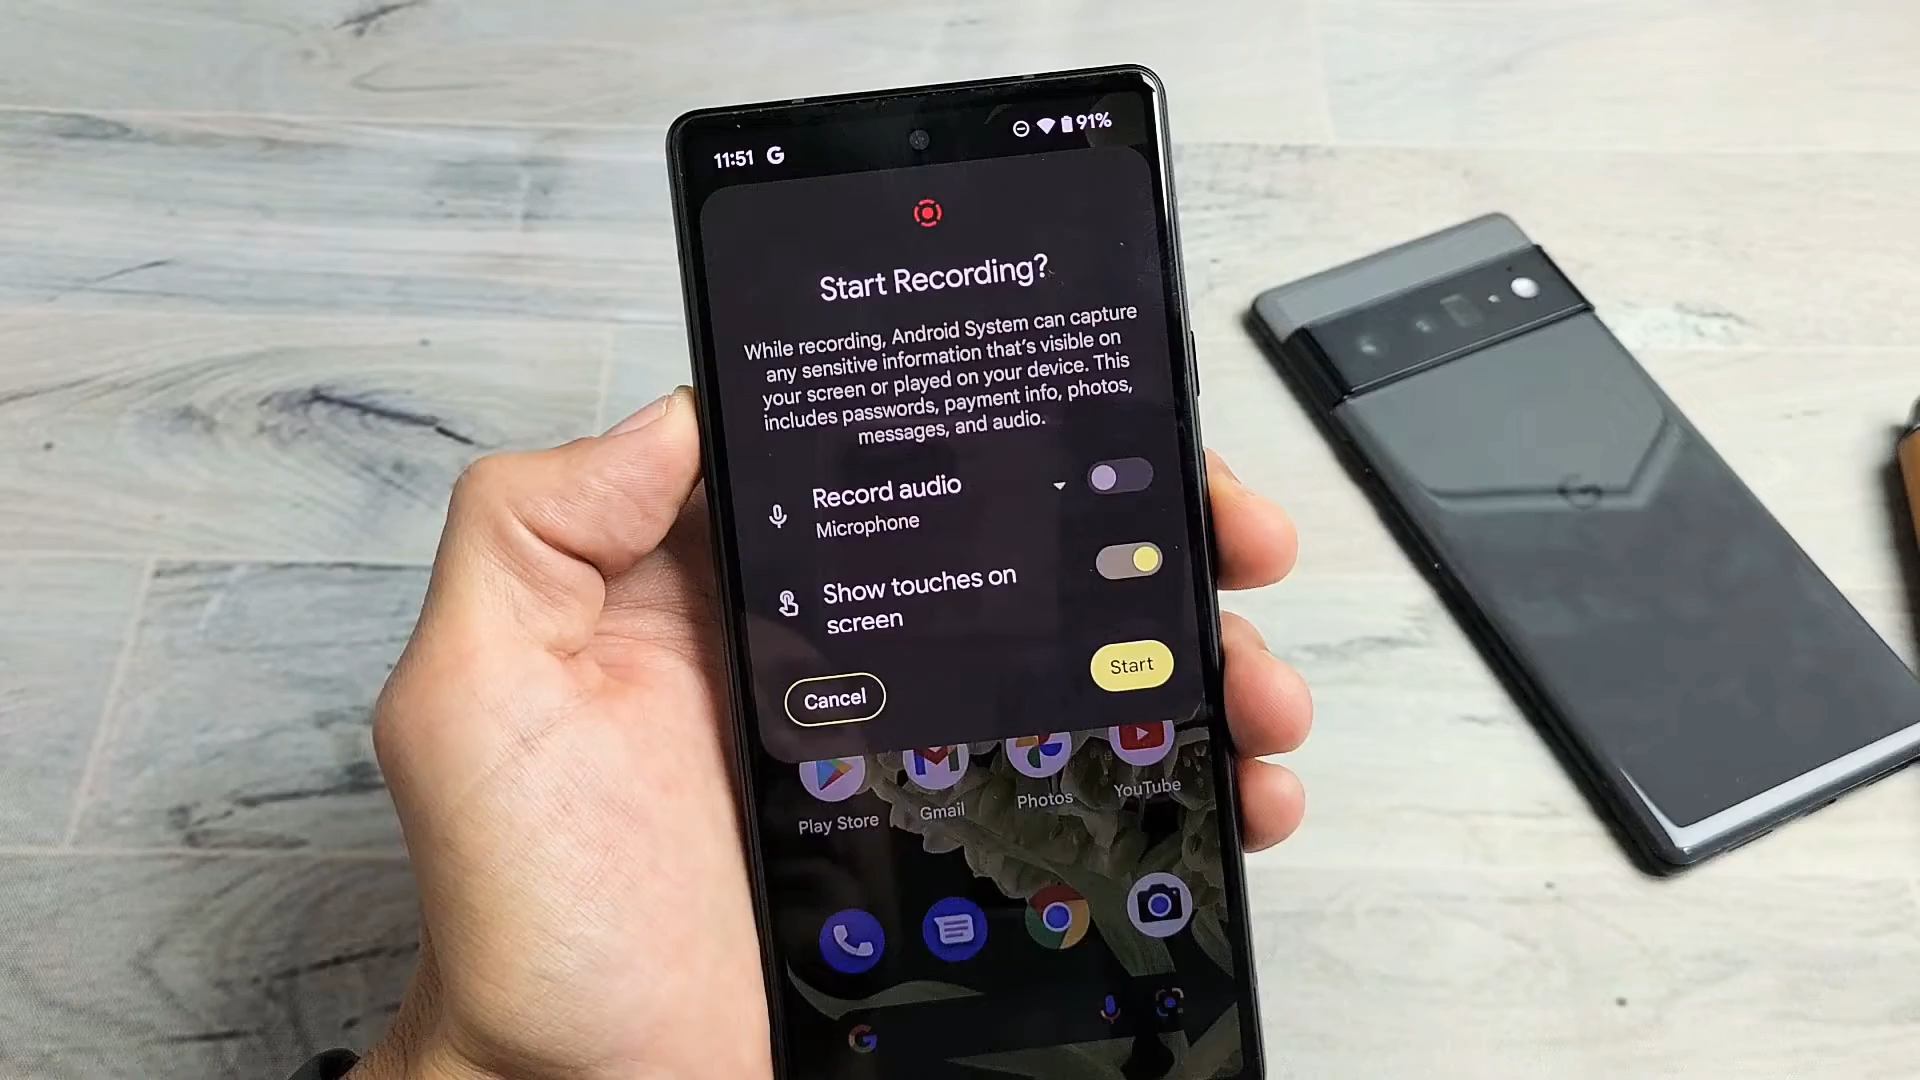 11:51 G
91%
Start Recording?
While recording, Android System can capture
any sensitive information that's visible on
your screen or played on your device. This
includes passwords, payment info, photos,
messages, and audio.
Record audio
Microphone
Show touches on
screen
Cancel
Start
Play Store
Gmail
Photos
YouTube
G
G